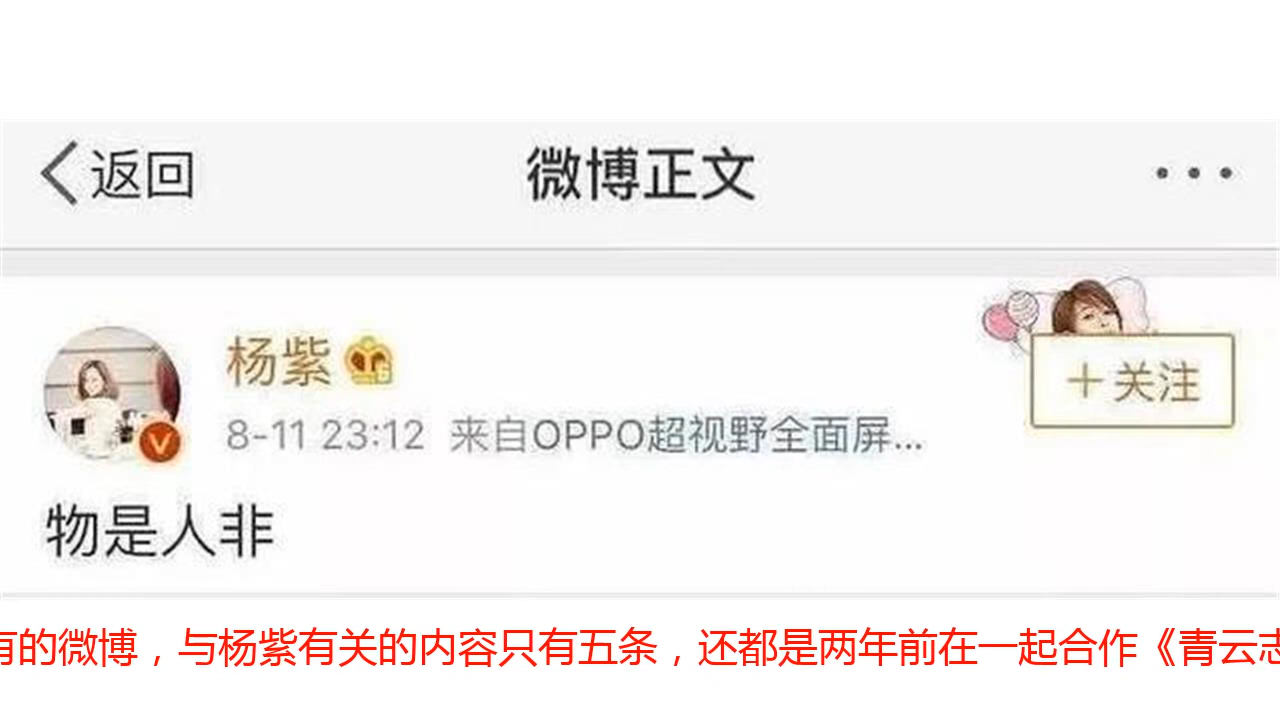 返回
微博正文
杨紫
+关注
8-11 23:12 来自OPPO超视野全面屏...
物是人非
有的微博，与杨紫有关的内容只有五条，还都是两年前在一起合作《青云志